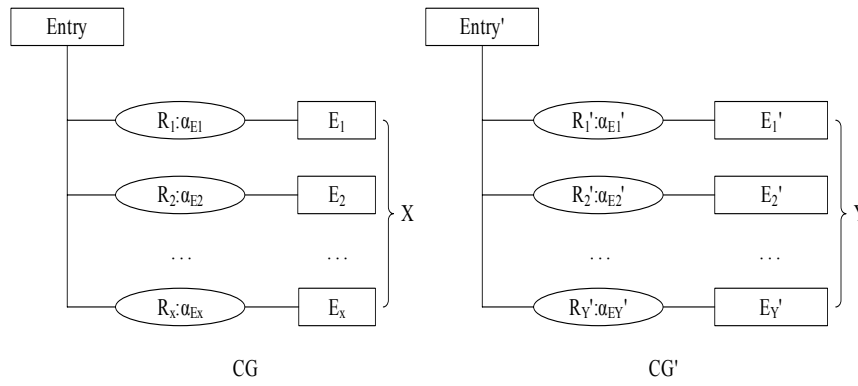 Entry
Entry'
R₁:αE1
E₁
R₁':αE1'
E₁'
R₂:αE2
E₂
R₂':αE2'
E₂'
X
Y
...
...
...
...
Rₓ:αEx
Eₓ
RY':αEY'
EY'
CG
CG'